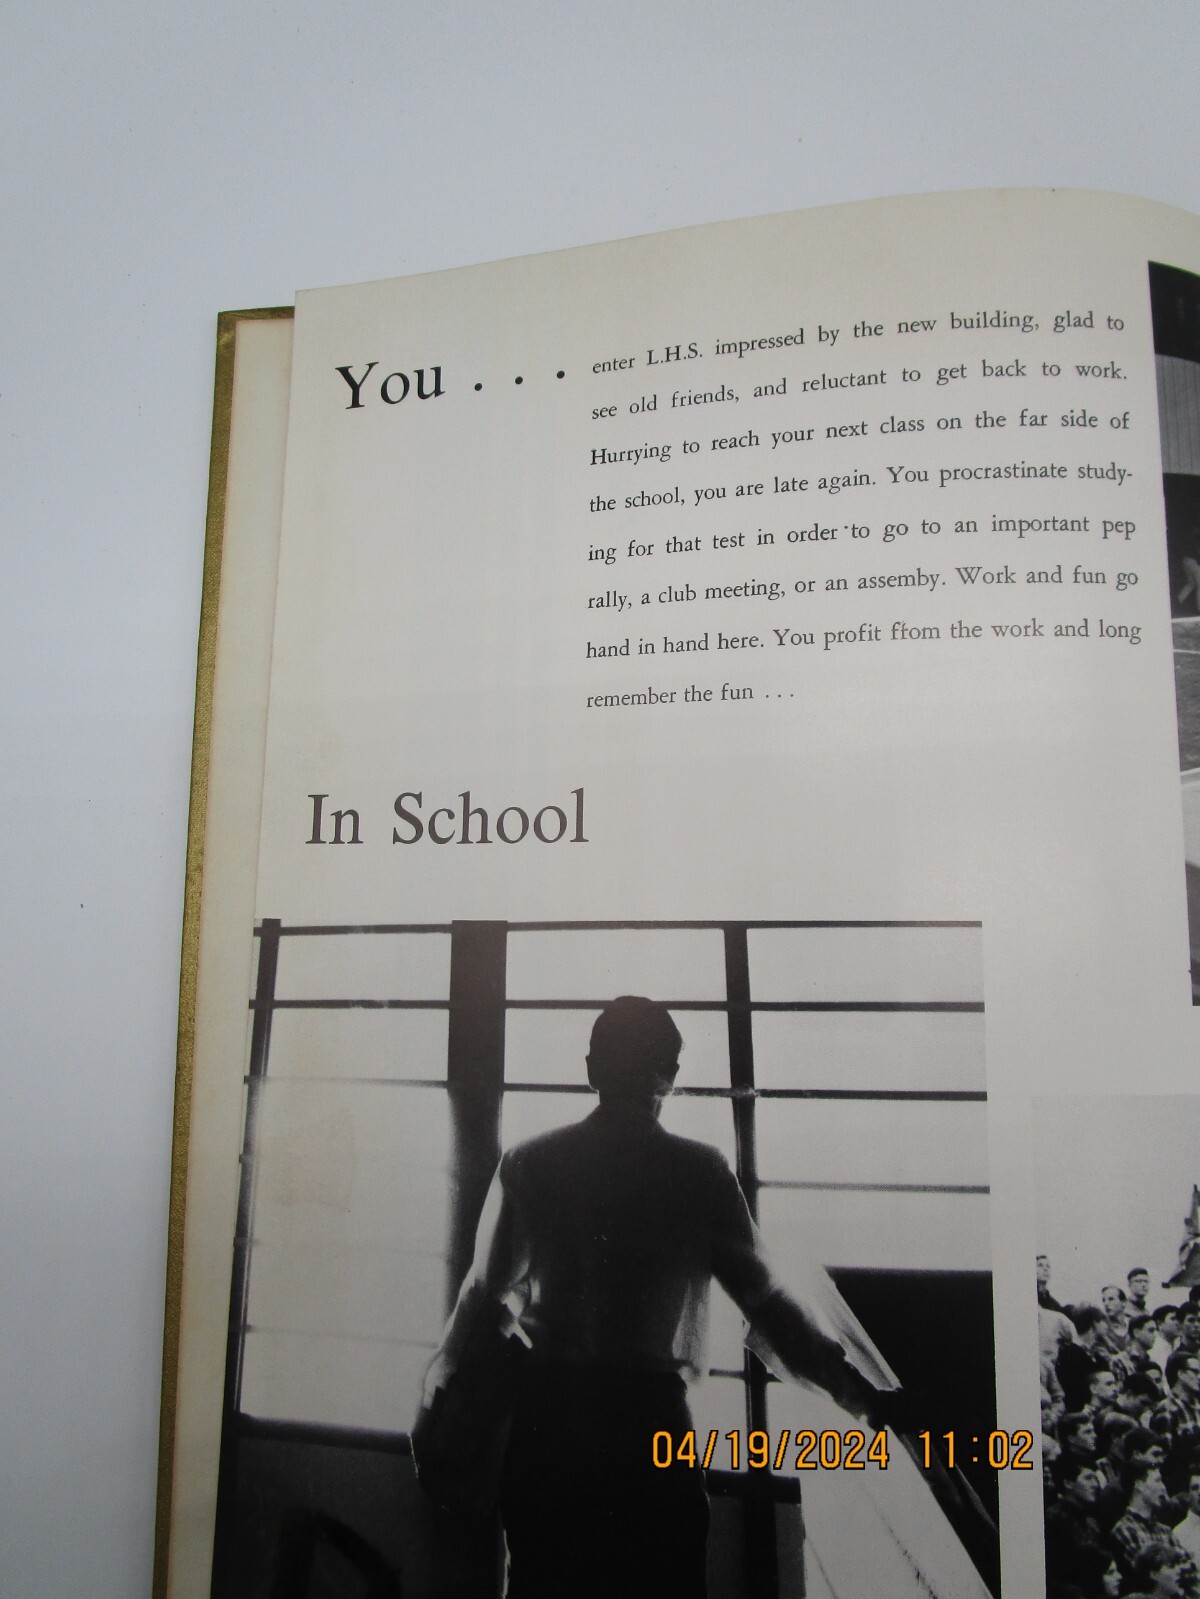 You . . . enter L.H.S. impressed by the new building, glad to
see old friends, and reluctant to get back to work.
Hurrying to reach your next class on the far side of
the school, you are late again. You procrastinate study-
ing for that test in order to go to an important pep
rally, a club meeting, or an assemby. Work and fun go
hand in hand here. You profit ffom the work and long
remember the fun . . .
In School
04/19/2024 11:02